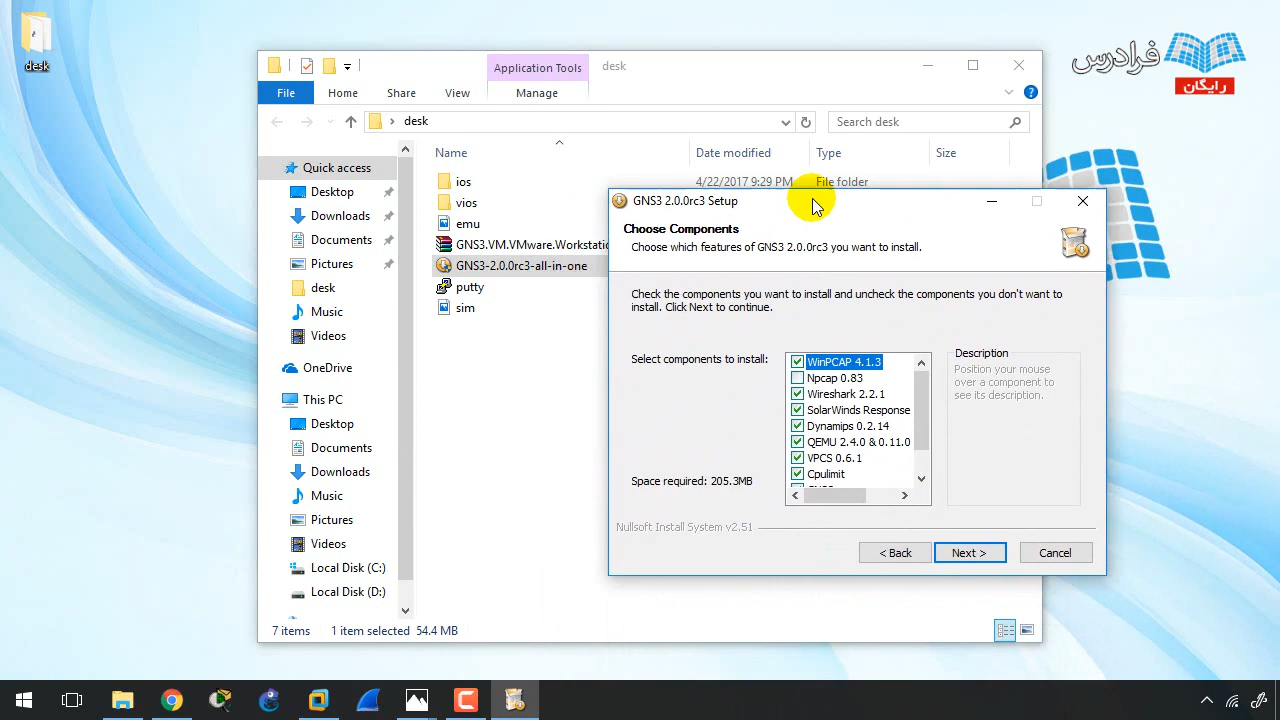 desk
فرادرس
رایگان
Application Tools
desk
File
Home
Share
View
Manage
desk
Search desk
Name
Date modified
Type
Size
Quick access
Desktop
Downloads
Documents
Pictures
desk
Music
Videos
OneDrive
This PC
Desktop
Documents
Downloads
Music
Pictures
Videos
Local Disk (C:)
Local Disk (D:)
ios
4/22/2017 9:29 PM
File folder
vios
emu
GNS3.VM.VMware.Workstatio
GNS3-2.0.0rc3-all-in-one
putty
sim
7 items
1 item selected 54.4 MB
GNS3 2.0.0rc3 Setup
Choose Components
Choose which features of GNS3 2.0.0rc3 you want to install.
Check the components you want to install and uncheck the components you don't want to
install. Click Next to continue.
Select components to install:
WinPCAP 4.1.3
Npcap 0.83
Wireshark 2.2.1
SolarWinds Response
Dynamips 0.2.14
QEMU 2.4.0 & 0.11.0
VPCS 0.6.1
Cpulimit
Description
Position your mouse
over a component to
see its description.
Space required: 205.3MB
Nullsoft Install System v2.51
< Back
Next >
Cancel